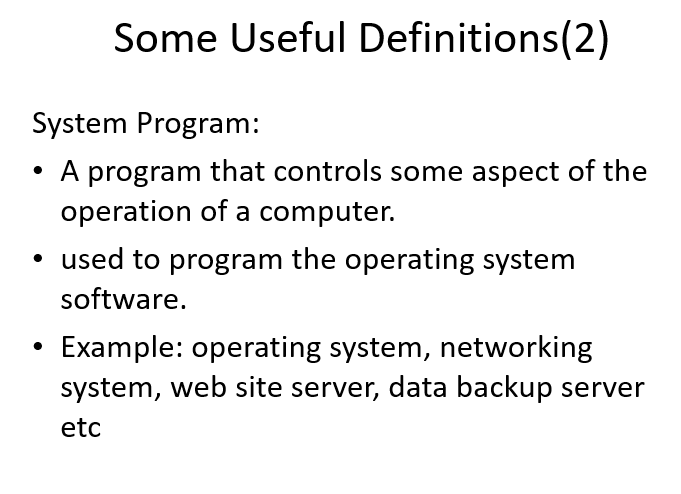 Some Useful Definitions(2)
System Program:
• A program that controls some aspect of the
operation of a computer.
• used to program the operating system
software.
• Example: operating system, networking
system, web site server, data backup server
etc